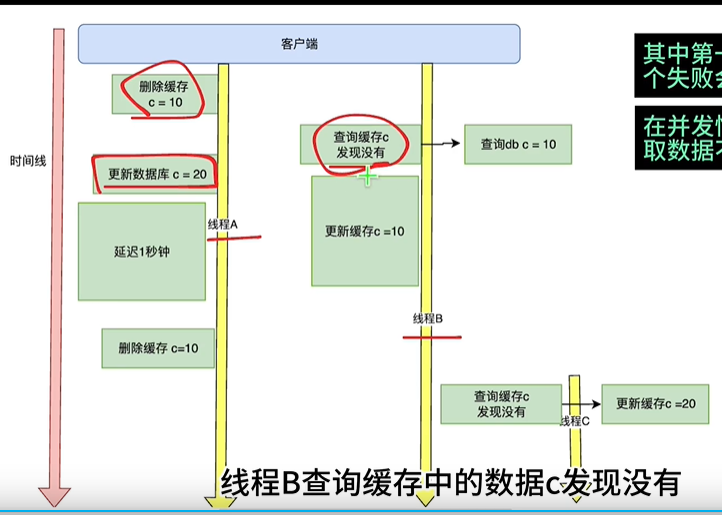 客户端
其中第一
个失败会
删除缓存
c = 10
在并发情
取数据不
查询缓存c
发现没有
查询db c = 10
时间线
更新数据库 c = 20
线程A
延迟1秒钟
更新缓存c =10
线程B
删除缓存 c=10
查询缓存c
发现没有
更新缓存c =20
线程C
线程B查询缓存中的数据c发现没有